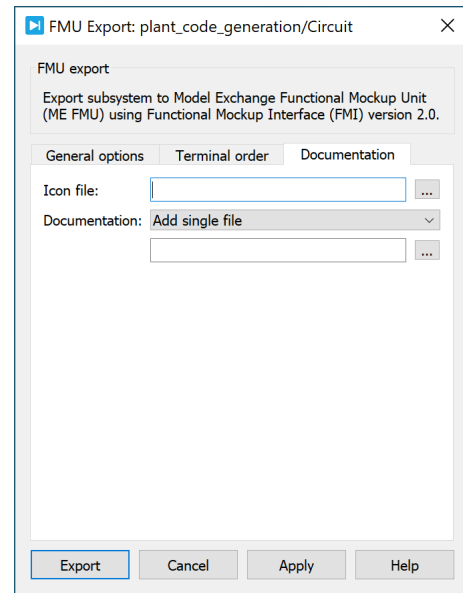 FMU Export: plant_code_generation/Circuit
FMU export
Export subsystem to Model Exchange Functional Mockup Unit
(ME FMU) using Functional Mockup Interface (FMI) version 2.0.
General options Terminal order Documentation
Icon file: ...
Documentation: Add single file
...
Export Cancel Apply Help